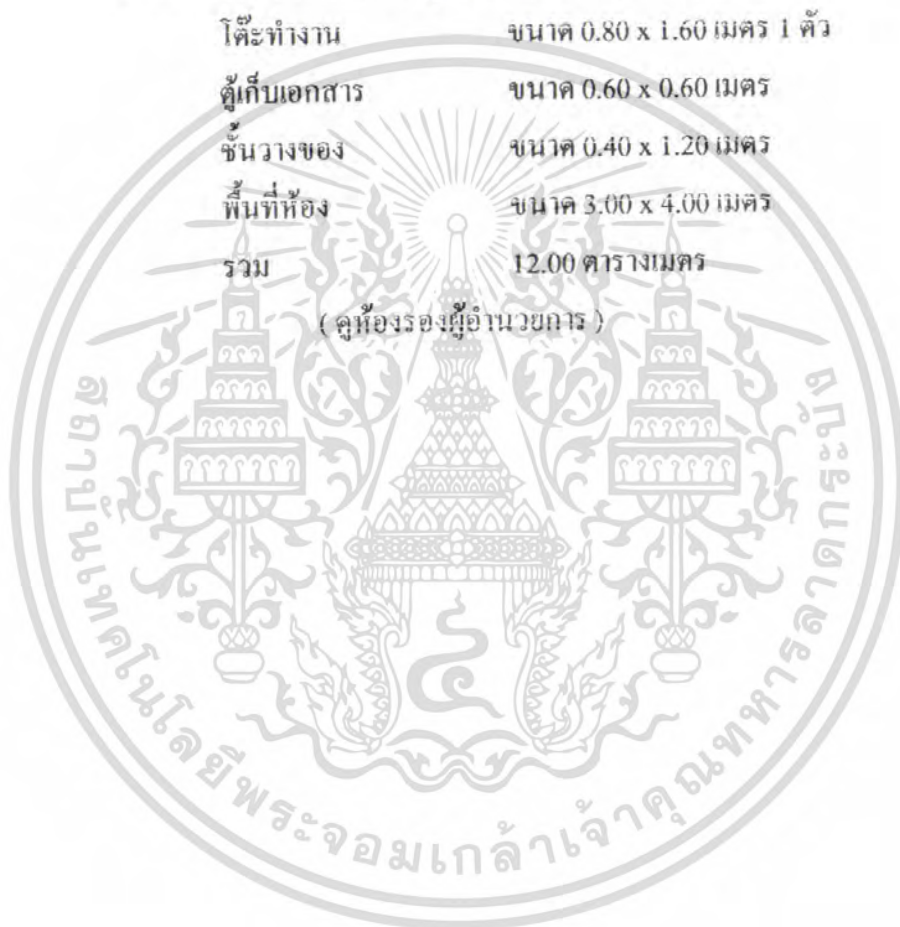 โต๊ะทำงาน ขนาด 0.80 x 1.60 เมตร 1 ตัว
ตู้เก็บเอกสาร ขนาด 0.60 x 0.60 เมตร
ชั้นวางของ ขนาด 0.40 x 1.20 เมตร
พื้นที่ห้อง ขนาด 3.00 x 4.00 เมตร
รวม 12.00 ตารางเมตร
( ดูห้องรองผู้อำนวยการ )
สถาบันเทคโนโลยีพระจอมเกล้าเจ้าคุณทหารลาดกระบัง